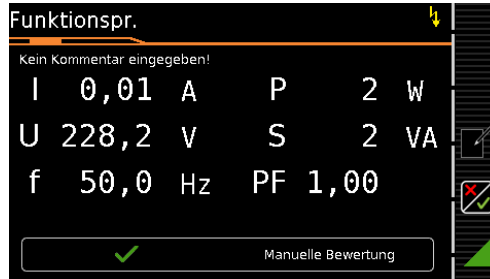 Funktionspr.
Kein Kommentar eingegeben!
I 0,01 A P 2 W
U 228,2 V S 2 VA
f 50,0 Hz PF 1,00
Manuelle Bewertung